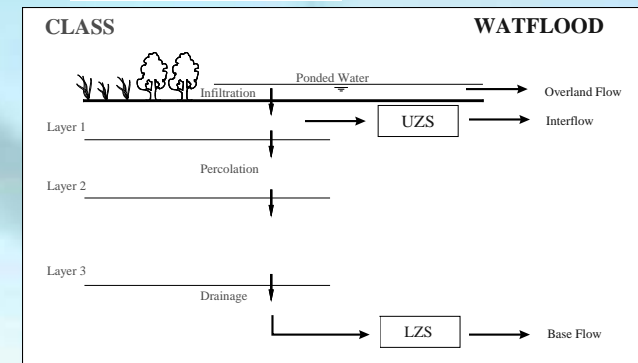 CLASS
WATFLOOD
Ponded Water
Infiltration
Overland Flow
UZS
Interflow
Layer 1
Percolation
Layer 2
Layer 3
Drainage
LZS
Base Flow